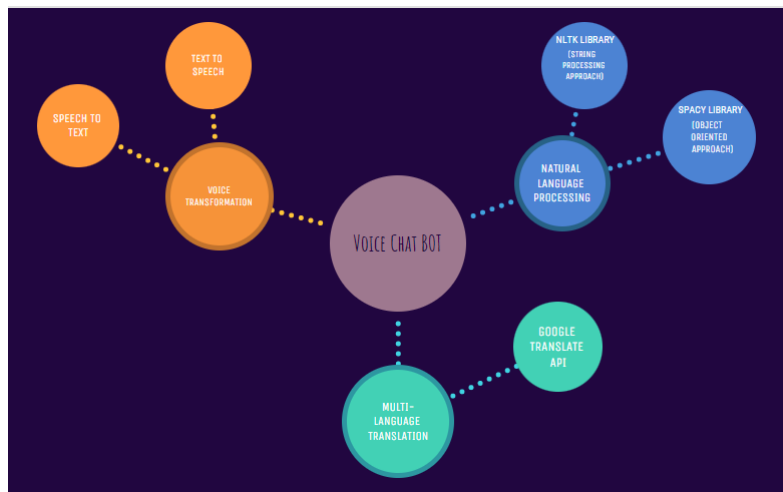 TEXT TO
SPEECH
SPEECH TO
TEXT
VOICE
TRANSFORMATION
Voice Chat BOT
NLTK LIBRARY
(STRING
PROCESSING
APPROACH)
SPACY LIBRARY
(OBJECT
ORIENTED
APPROACH)
NATURAL
LANGUAGE
PROCESSING
GOOGLE
TRANSLATE
API
MULTI-
LANGUAGE
TRANSLATION